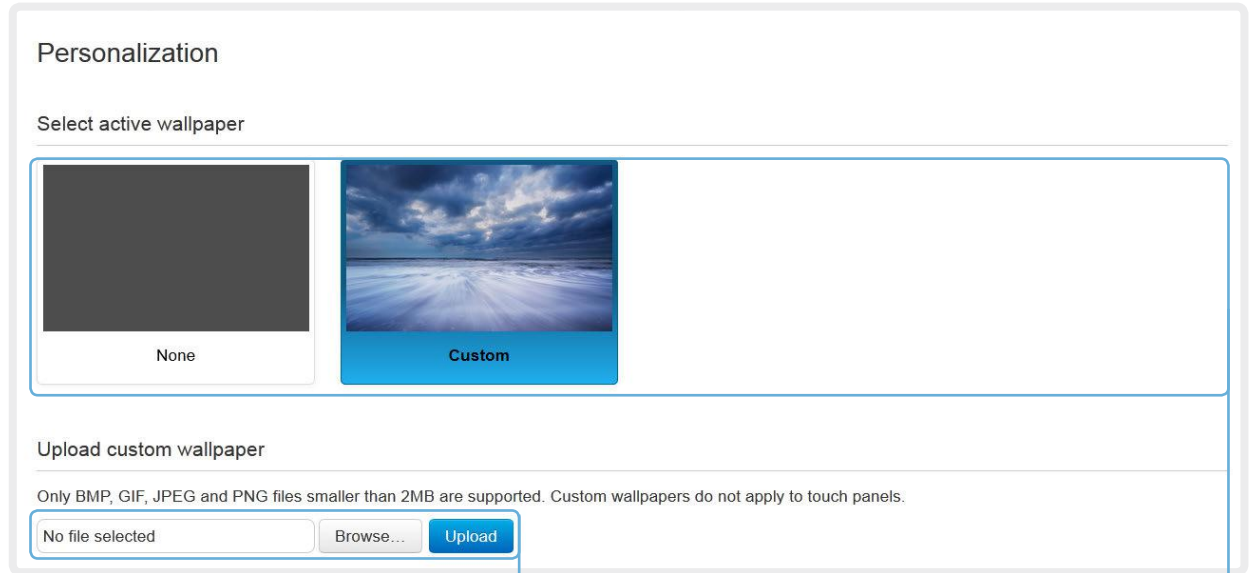 Personalization
Select active wallpaper
None
Custom
Upload custom wallpaper
Only BMP, GIF, JPEG and PNG files smaller than 2MB are supported. Custom wallpapers do not apply to touch panels.
No file selected
Browse...
Upload